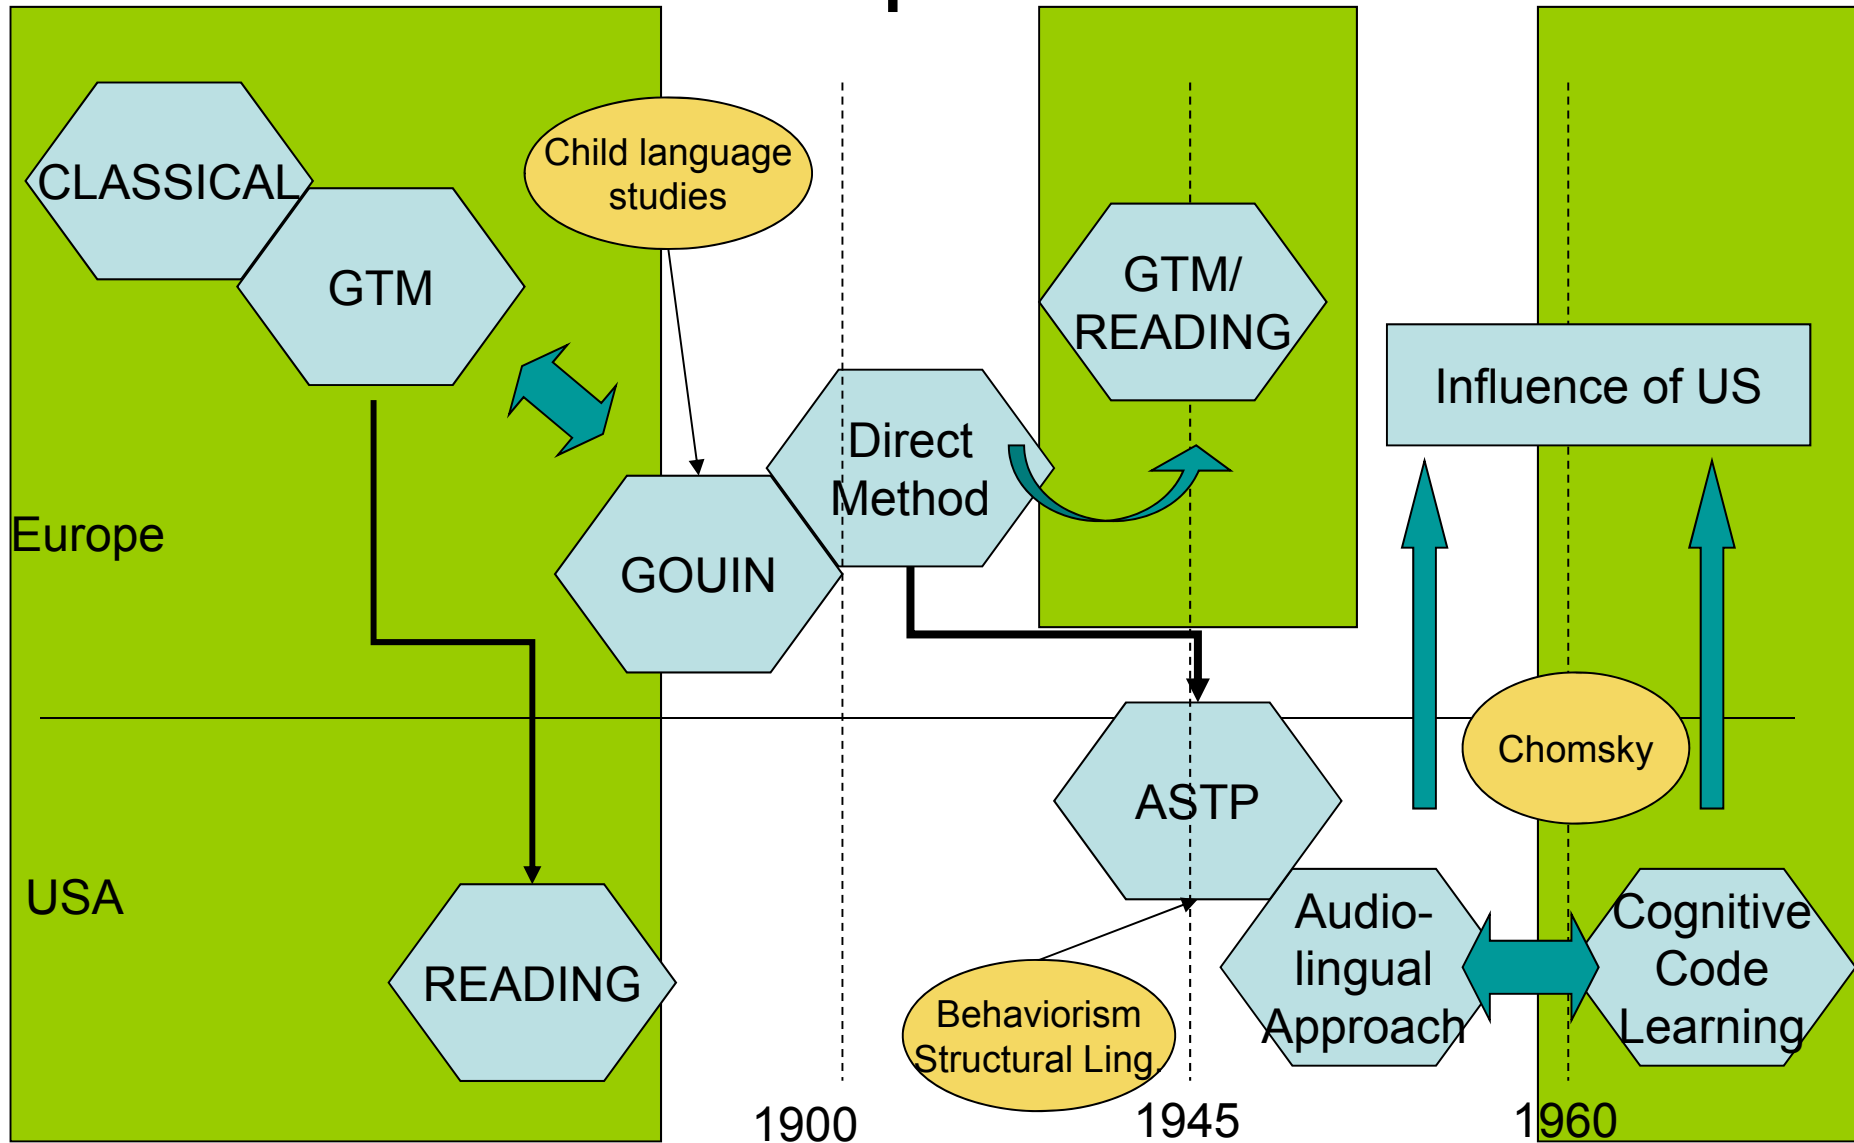 CLASSICAL
GTM
Child language
studies
GTM/
READING
Influence of US
Direct
Method
Europe
GOUIN
Chomsky
ASTP
USA
READING
Audio-
lingual
Approach
Cognitive
Code
Learning
Behaviorism
Structural Ling.
1900
1945
1960